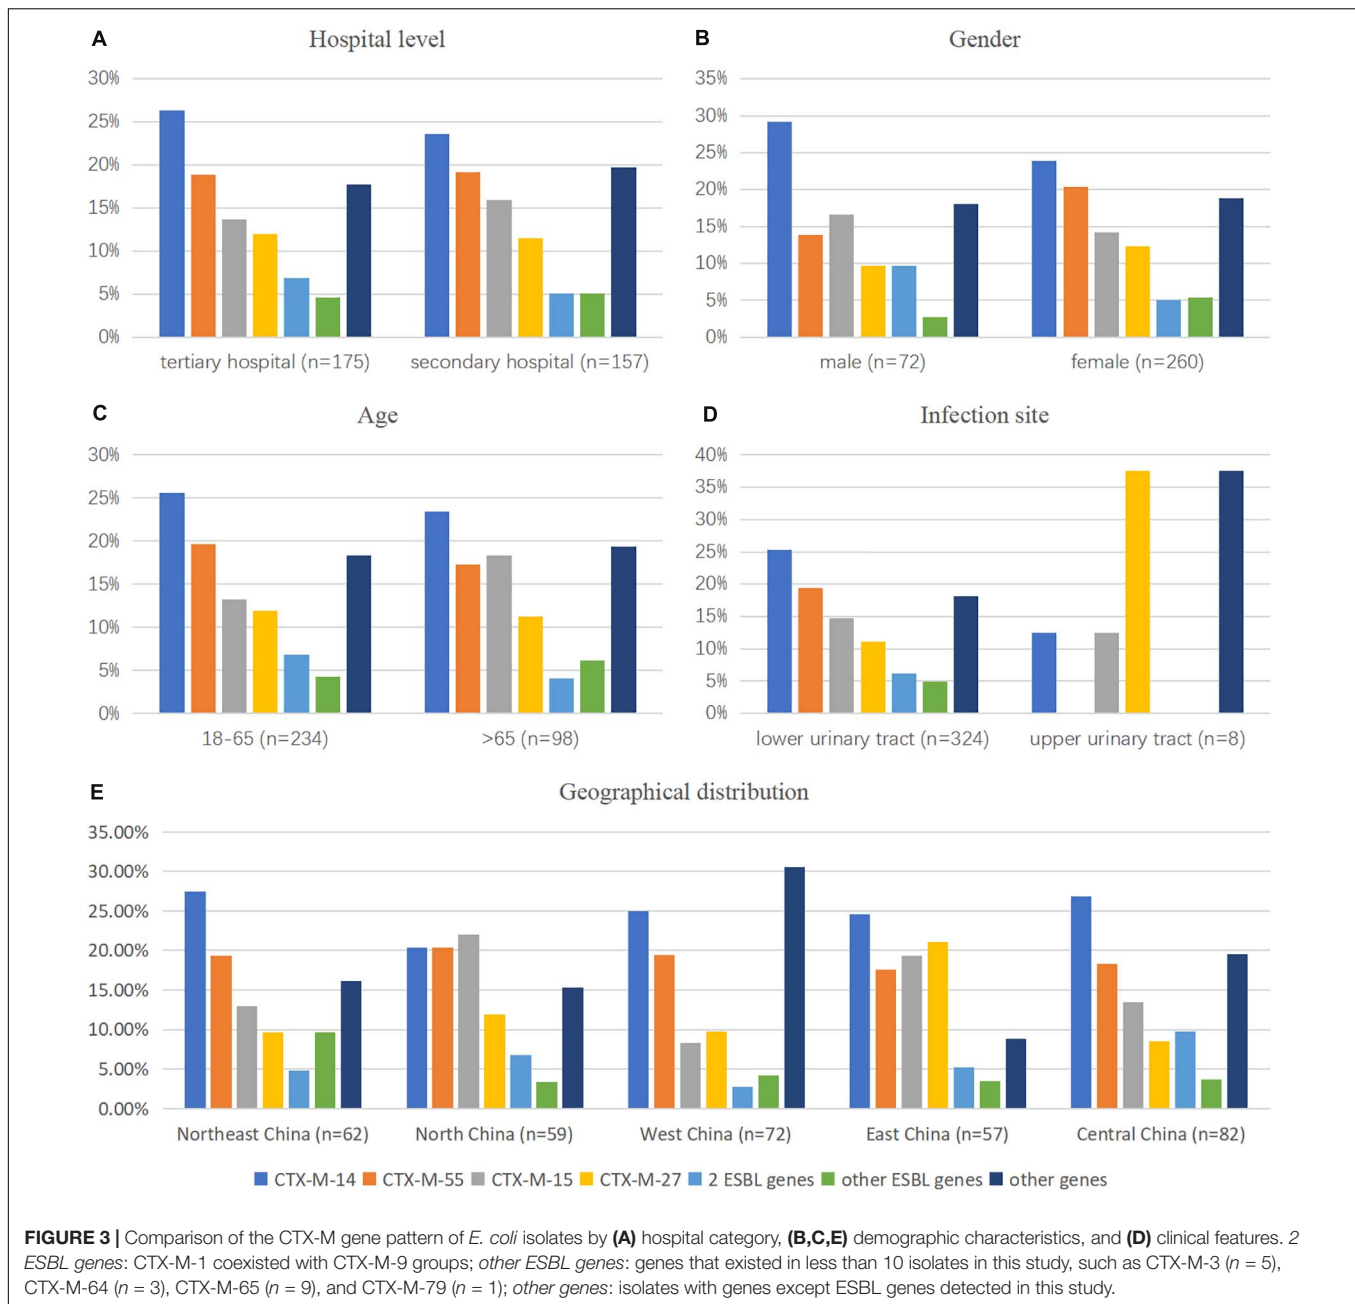 A
Hospital level
30%
25%
20%
15%
10%
5%
0%
tertiary hospital (n=175) secondary hospital (n=157)
B
Gender
35%
30%
25%
20%
15%
10%
5%
0%
male (n=72) female (n=260)
C
Age
30%
25%
20%
15%
10%
5%
0%
18-65 (n=234) >65 (n=98)
D
Infection site
40%
35%
30%
25%
20%
15%
10%
5%
0%
lower urinary tract (n=324) upper urinary tract (n=8)
E
Geographical distribution
35.00%
30.00%
25.00%
20.00%
15.00%
10.00%
5.00%
0.00%
Northeast China (n=62) North China (n=59) West China (n=72) East China (n=57) Central China (n=82)
CTX-M-14 CTX-M-55 CTX-M-15 CTX-M-27 2 ESBL genes other ESBL genes other genes
FIGURE 3 | Comparison of the CTX-M gene pattern of E. coli isolates by (A) hospital category, (B,C,E) demographic characteristics, and (D) clinical features. 2
ESBL genes: CTX-M-1 coexisted with CTX-M-9 groups; other ESBL genes: genes that existed in less than 10 isolates in this study, such as CTX-M-3 (n = 5),
CTX-M-64 (n = 3), CTX-M-65 (n = 9), and CTX-M-79 (n = 1); other genes: isolates with genes except ESBL genes detected in this study.